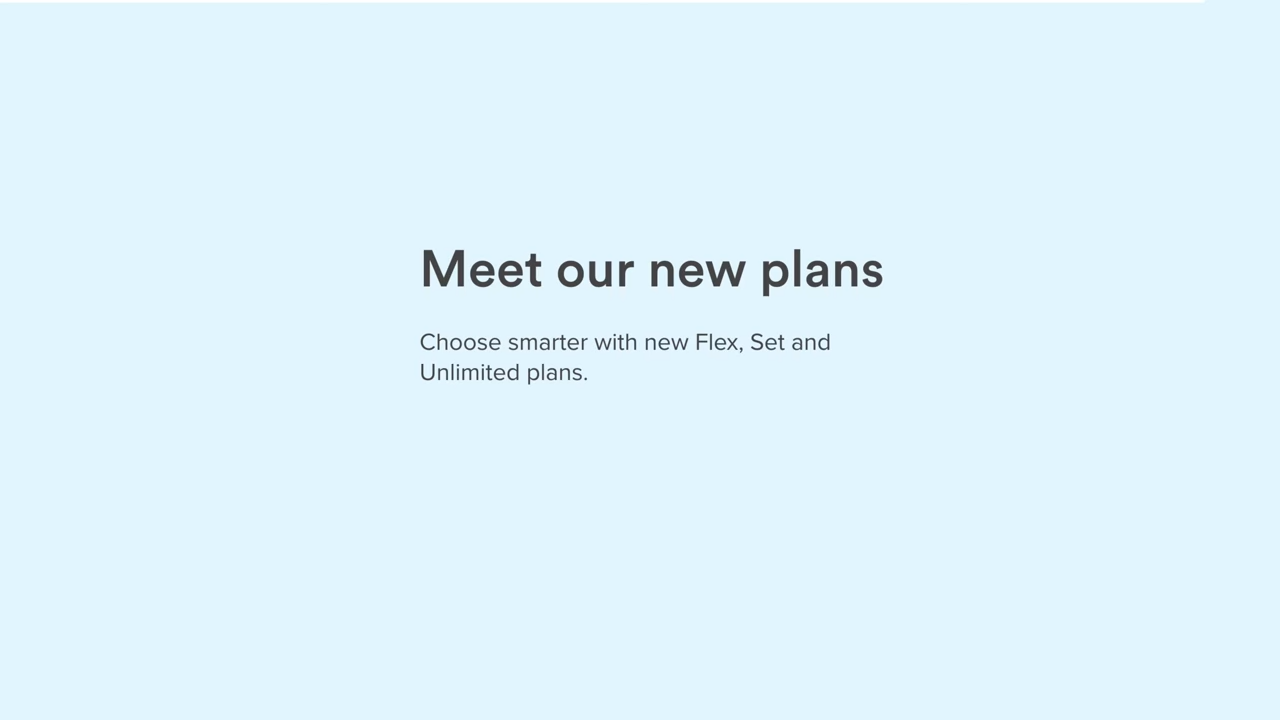 Meet our new plans
Choose smarter with new Flex, Set and
Unlimited plans.